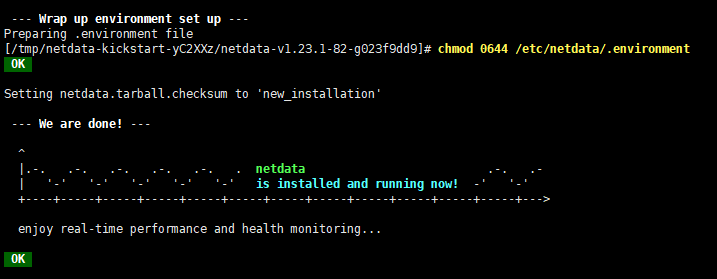 --- Wrap up environment set up ---
Preparing .environment file
[/tmp/netdata-kickstart-yC2XXz/netdata-v1.23.1-82-g023f9dd9]# chmod 0644 /etc/netdata/.environment
OK
Setting netdata.tarball.checksum to 'new_installation'
--- We are done! ---
^
|.-.   .-.   .-.   .-.   .-.   .  netdata                          .-.   .-
|   '-'   '-'   '-'   '-'   '-'   is installed and running now!  -'   '-'
+----+-----+-----+-----+-----+-----+-----+-----+-----+-----+-----+-----+--->
enjoy real-time performance and health monitoring...
OK